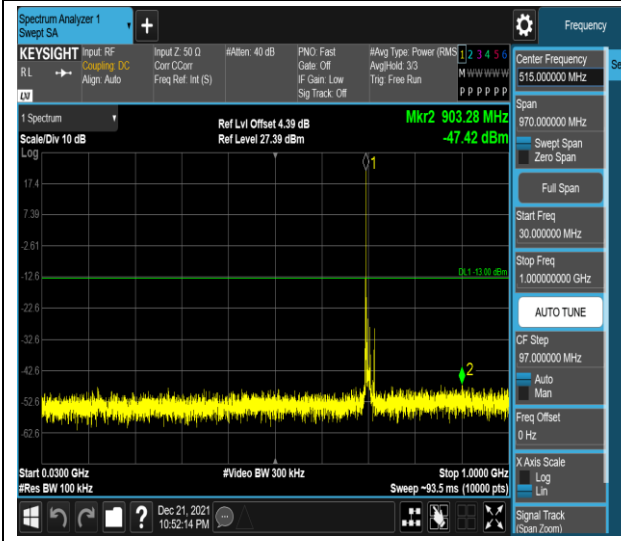 Spectrum Analyzer 1
Swept SA
Frequency
KEYSIGHT
RL
LXI
Input: RF
Coupling: DC
Align: Auto
Input Z: 50 Ω
Corr CCorr
Freq Ref: Int (S)
#Atten: 40 dB
PNO: Fast
Gate: Off
IF Gain: Low
Sig Track: Off
#Avg Type: Power (RMS
Avg|Hold: 3/3
Trig: Free Run
1 2 3 4 5 6
M W W W W W
P P P P P P
1 Spectrum
Scale/Div 10 dB
Log
Ref Lvl Offset 4.39 dB
Ref Level 27.39 dBm
Mkr2 903.28 MHz
-47.42 dBm
1
17.4
7.39
-2.61
-12.6
DL1 -13.00 dBm
-22.6
-32.6
-42.6
2
-52.6
-62.6
Start 0.0300 GHz
#Res BW 100 kHz
#Video BW 300 kHz
Stop 1.0000 GHz
Sweep ~93.5 ms (10000 pts)
Center Frequency
515.000000 MHz
Se
Span
970.000000 MHz
Swept Span
Zero Span
Full Span
Start Freq
30.000000 MHz
Stop Freq
1.000000000 GHz
AUTO TUNE
CF Step
97.000000 MHz
Auto
Man
Freq Offset
0 Hz
X Axis Scale
Log
Lin
Signal Track
(Span Zoom)
?
Dec 21, 2021
10:52:14 PM